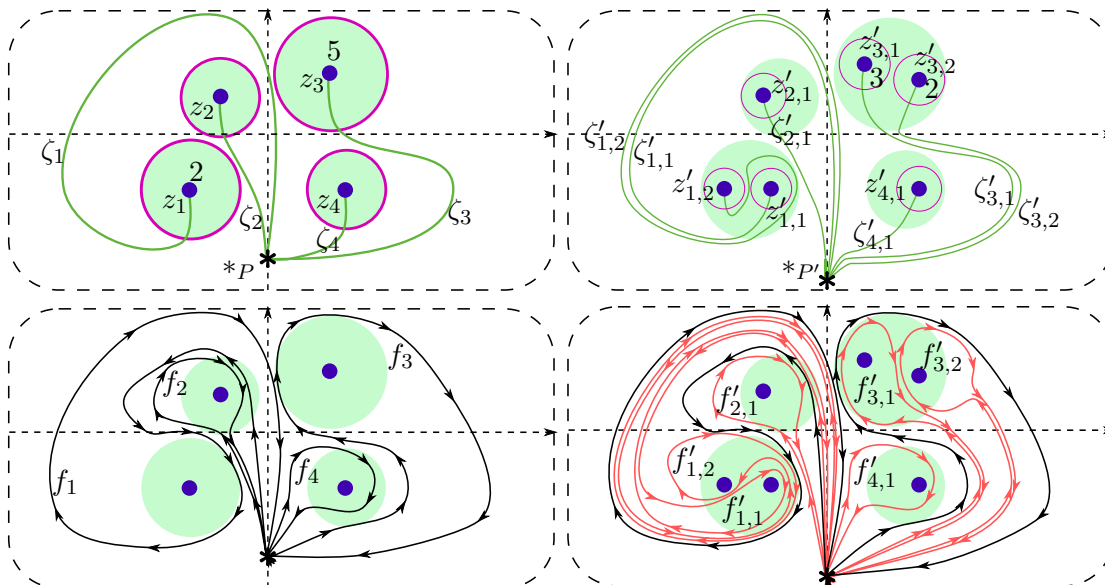 5
z₃
z₂
ζ₁
2
z₁
z₄
ζ₂
ζ₃
ζ₄
*P
z′₃,₁
z′₃,₂
3
2
z′₂,₁
ζ′₂,₁
ζ′₁,₂
ζ′₁,₁
z′₁,₂
z′₁,₁
z′₄,₁
ζ′₃,₁
ζ′₃,₂
ζ′₄,₁
*P′
f₃
f₂
f₄
f₁
f′₃,₂
f′₃,₁
f′₂,₁
f′₁,₂
f′₄,₁
f′₁,₁